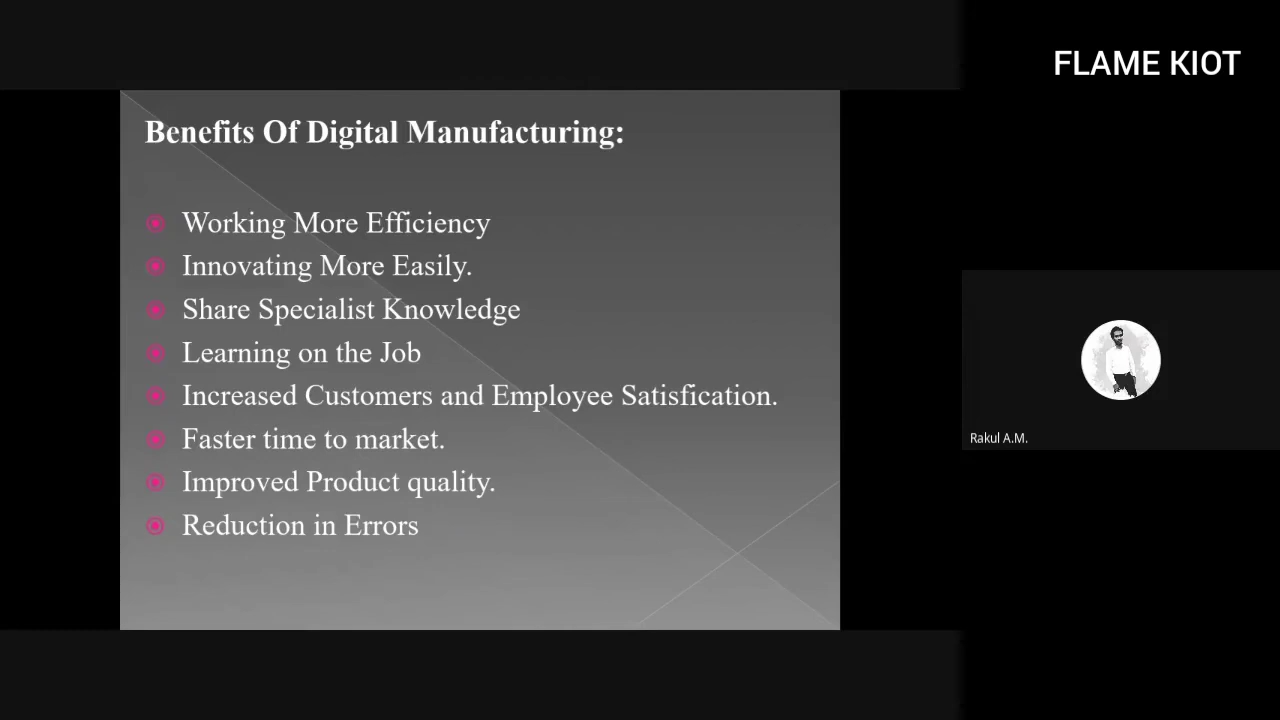 FLAME KIOT
Benefits Of Digital Manufacturing:
Working More Efficiency
Innovating More Easily.
Share Specialist Knowledge
Learning on the Job
Increased Customers and Employee Satisfication.
Faster time to market.
Improved Product quality.
Reduction in Errors
Rakul A.M.